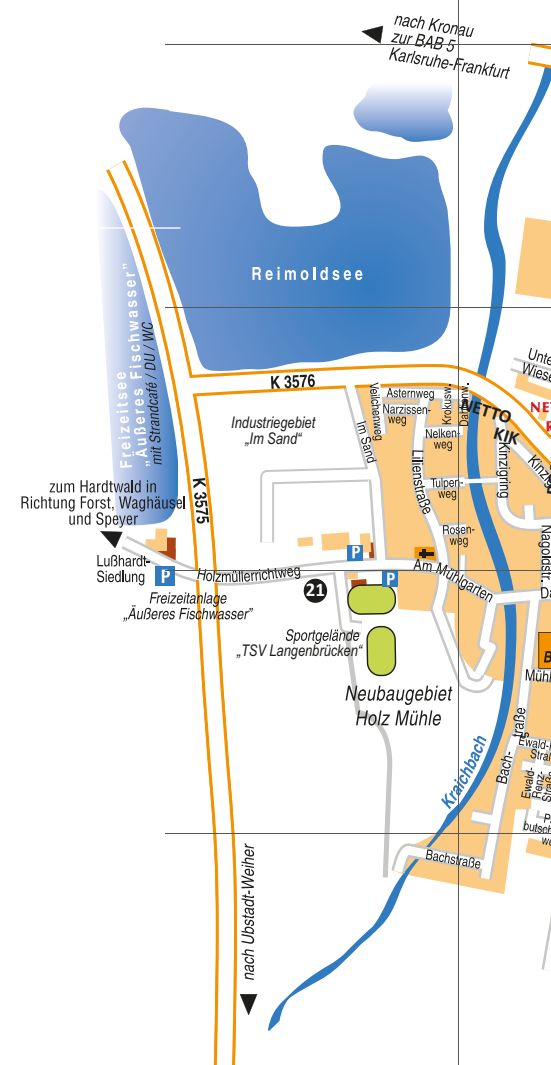 nach Kronau
zur BAB 5
Karlsruhe-Frankfurt
Reimoldsee
Freizeitsee
„Äußeres Fischwasser”
mit Strandcafé / DU / WC
K 3576
K 3575
Industriegebiet
„Im Sand”
Veilchenweg
Im Sand
Asternweg
Narzissen-
weg
Krokusw.
Nelken-
weg
Lilienstraße
Tulpen-
weg
Rosen-
weg
NETTO
KIK
Kinzigring
Nagoldstr.
zum Hardtwald in
Richtung Forst, Waghäusel
und Speyer
Lußhardt-
Siedlung
P
Holzmüllerrichtweg
P
P
Am Mühlgarten
21
Freizeitanlage
„Äußeres Fischwasser”
Sportgelände
„TSV Langenbrücken”
Neubaugebiet
Holz Mühle
Kraichbach
Bach-
straße
Bachstraße
nach Ubstadt-Weiher